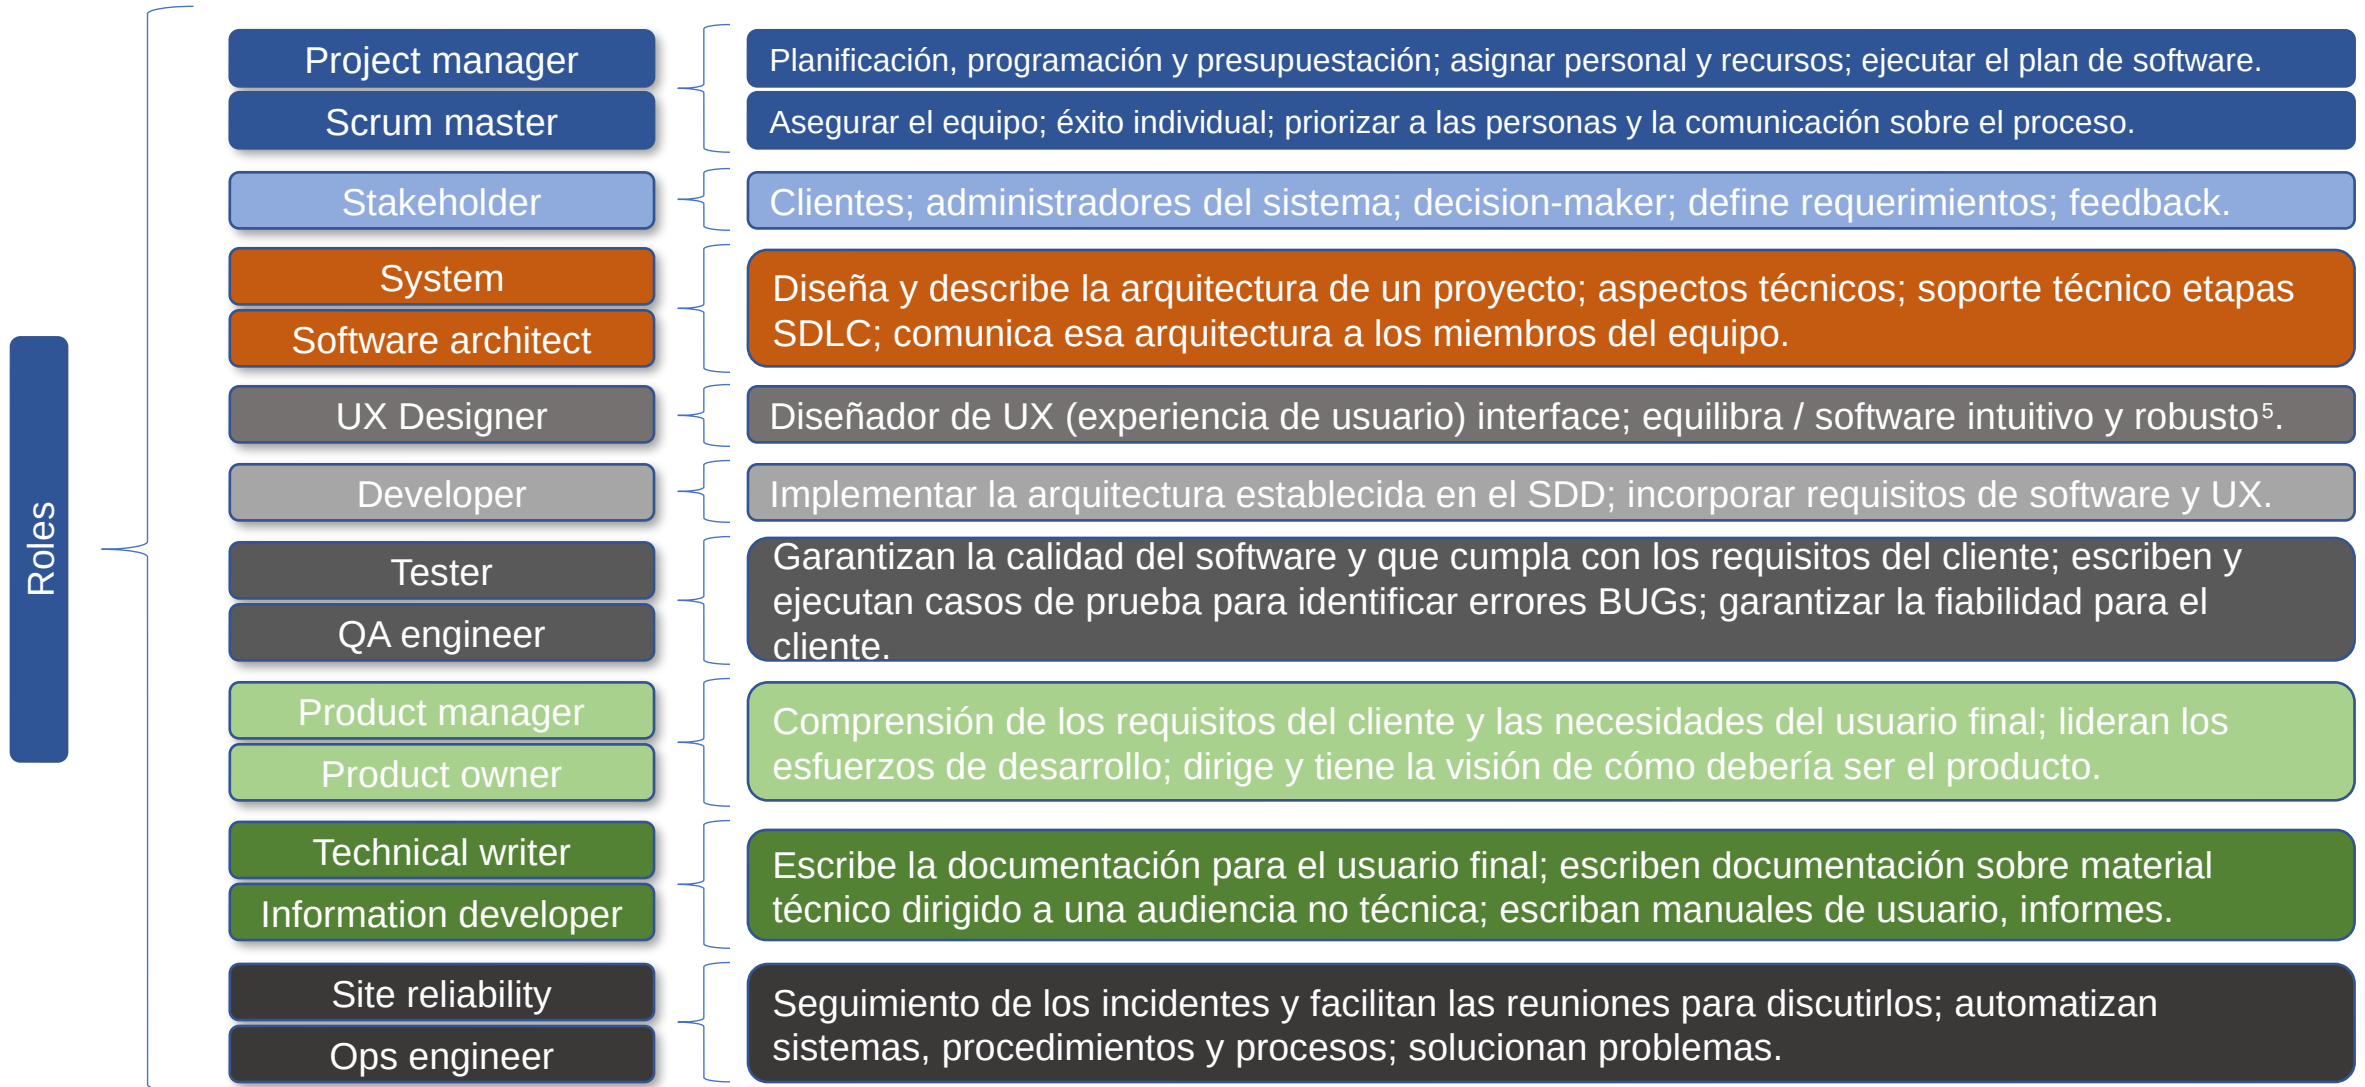 Roles
Project manager
Planificación, programación y presupuestación; asignar personal y recursos; ejecutar el plan de software.
Scrum master
Asegurar el equipo; éxito individual; priorizar a las personas y la comunicación sobre el proceso.
Stakeholder
Clientes; administradores del sistema; decision-maker; define requerimientos; feedback.
System
Software architect
Diseña y describe la arquitectura de un proyecto; aspectos técnicos; soporte técnico etapas
SDLC; comunica esa arquitectura a los miembros del equipo.
UX Designer
Diseñador de UX (experiencia de usuario) interface; equilibra / software intuitivo y robusto⁵.
Developer
Implementar la arquitectura establecida en el SDD; incorporar requisitos de software y UX.
Tester
QA engineer
Garantizan la calidad del software y que cumpla con los requisitos del cliente; escriben y
ejecutan casos de prueba para identificar errores BUGs; garantizar la fiabilidad para el
cliente.
Product manager
Product owner
Comprensión de los requisitos del cliente y las necesidades del usuario final; lideran los
esfuerzos de desarrollo; dirige y tiene la visión de cómo debería ser el producto.
Technical writer
Information developer
Escribe la documentación para el usuario final; escriben documentación sobre material
técnico dirigido a una audiencia no técnica; escriban manuales de usuario, informes.
Site reliability
Ops engineer
Seguimiento de los incidentes y facilitan las reuniones para discutirlos; automatizan
sistemas, procedimientos y procesos; solucionan problemas.